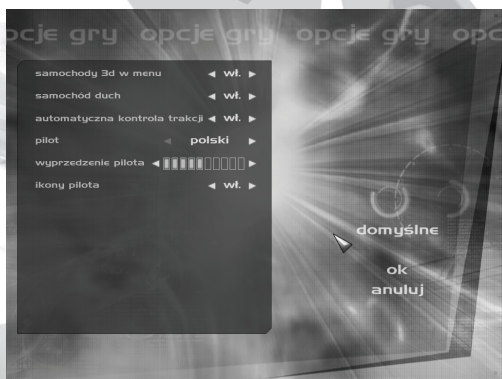 opcje gry opcje gry opcje gry opc
samochody 3d w menu wł.
samochód duch wł.
automatyczna kontrola trakcji wł.
pilot polski
wyprzedzenie pilota
ikony pilota wł.
domyślne
ok
anuluj